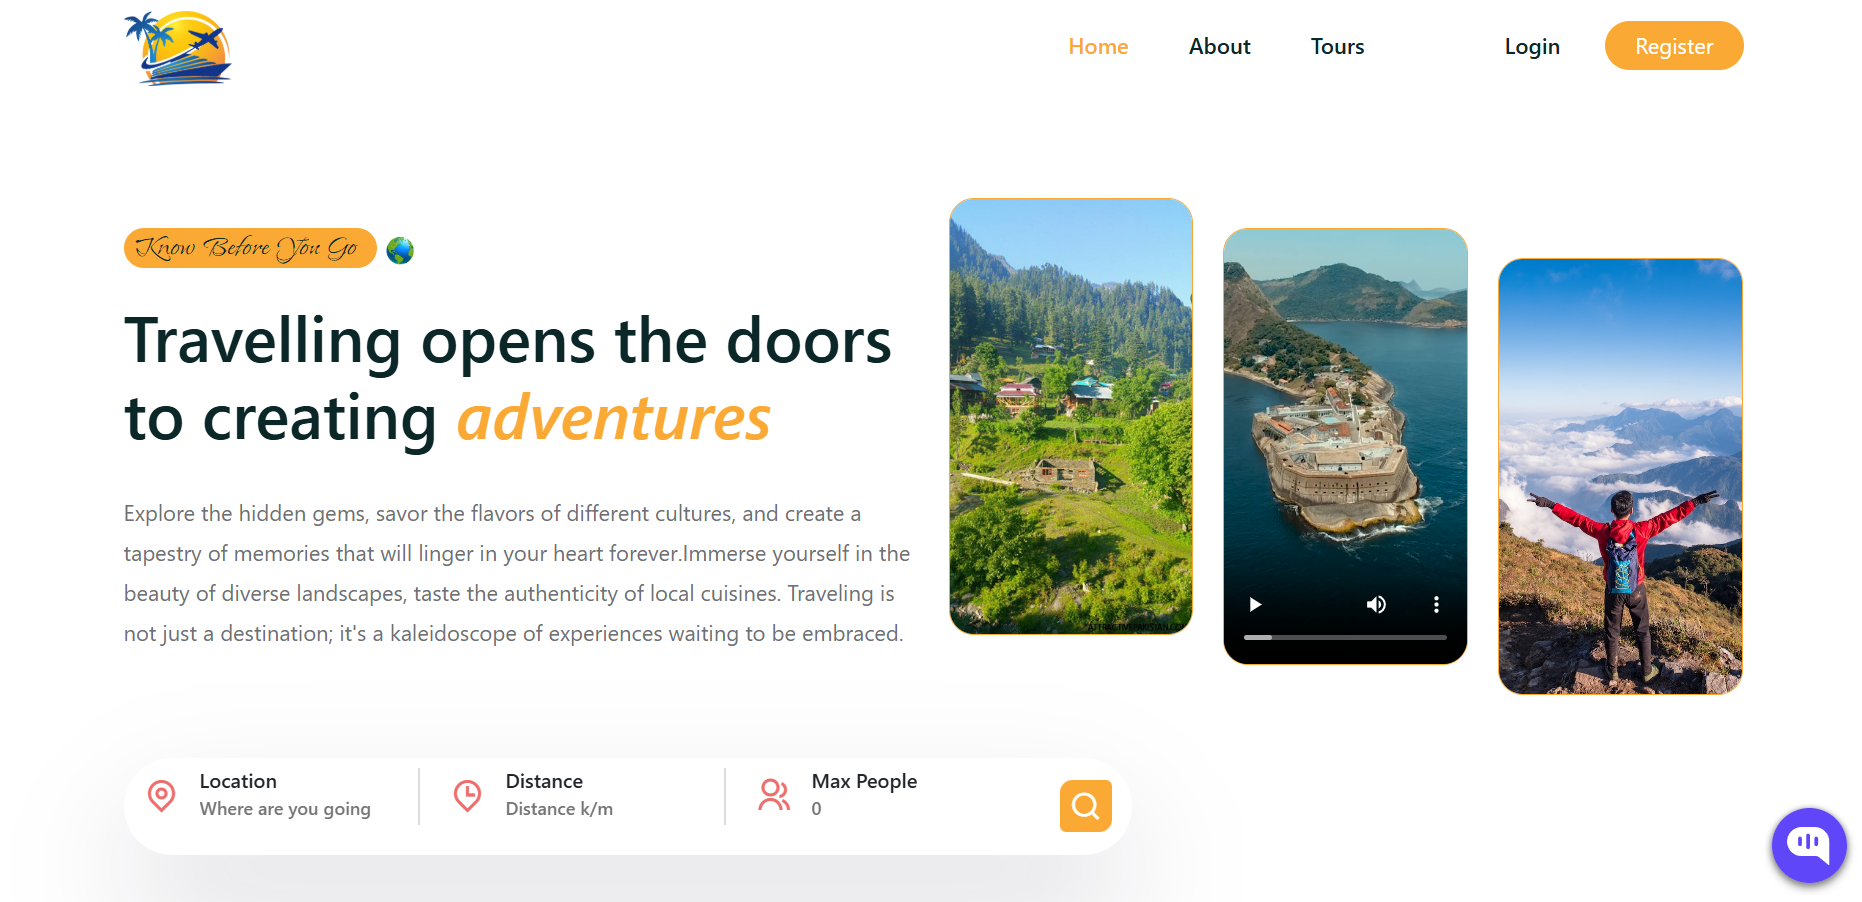 Home About Tours Login Register
Know Before You Go
Travelling opens the doors
to creating adventures
Explore the hidden gems, savor the flavors of different cultures, and create a
tapestry of memories that will linger in your heart forever.Immerse yourself in the
beauty of diverse landscapes, taste the authenticity of local cuisines. Traveling is
not just a destination; it's a kaleidoscope of experiences waiting to be embraced.
Location
Where are you going
Distance
Distance k/m
Max People
0